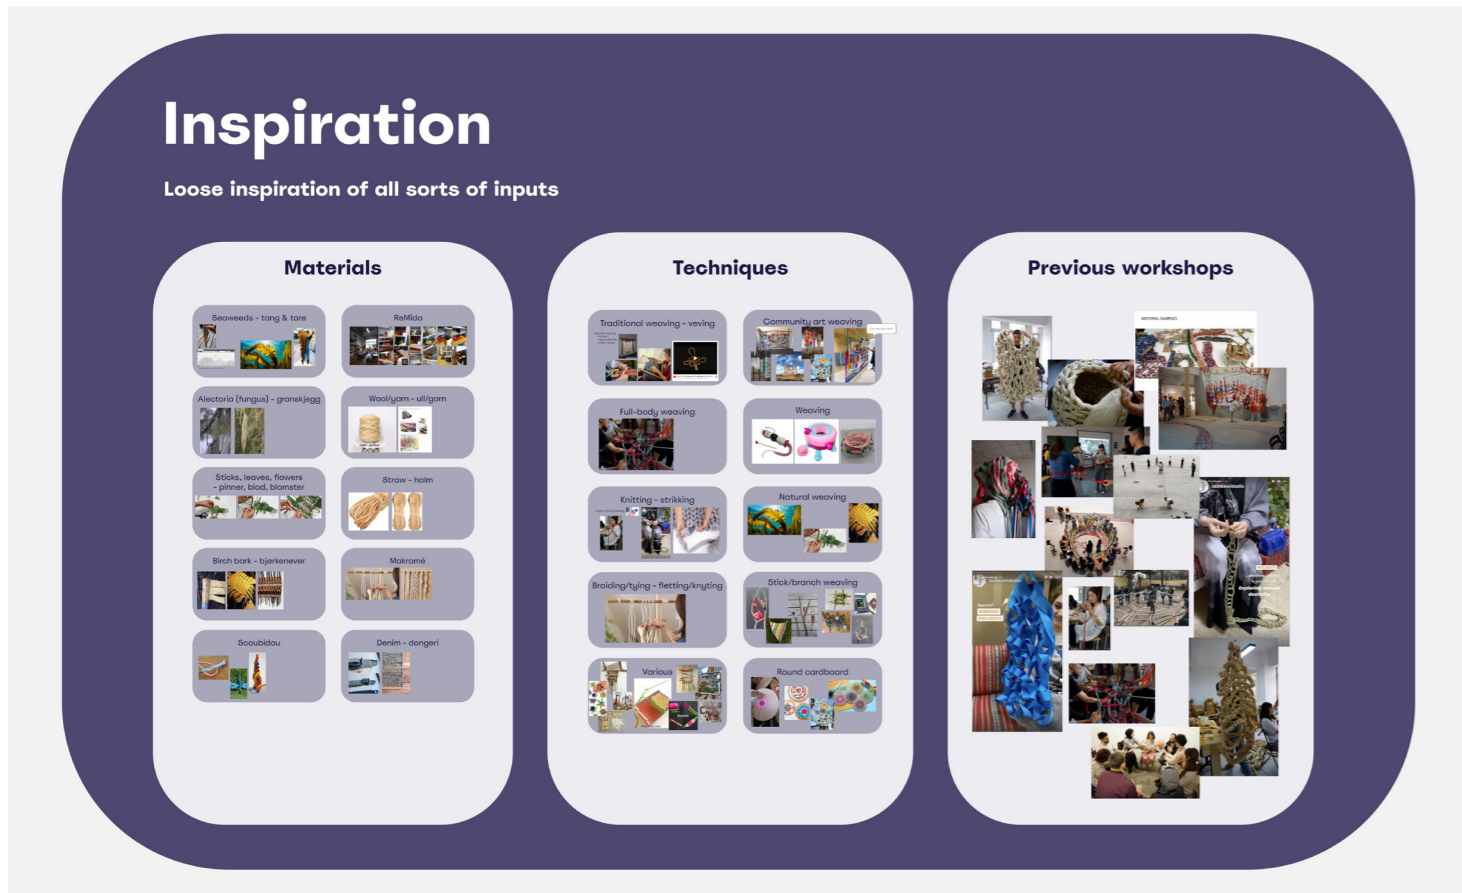 Inspiration
Loose inspiration of all sorts of inputs
Materials
Seaweeds - tang & tare
ReMida
Alectoria (fungus) - granskjegg
Wool/yarn - ull/garn
Sticks, leaves, flowers
- pinner, blad, blomster
Straw - halm
Birch bark - bjørkenever
Makramé
Scoubidou
Denim - dongeri
Techniques
Traditional weaving - veving
Community art weaving
Full-body weaving
Weaving
Knitting - strikking
Natural weaving
Braiding/tying - fletting/knyting
Stick/branch weaving
Various
Round cardboard
Previous workshops
MATERIAL SAMPLES